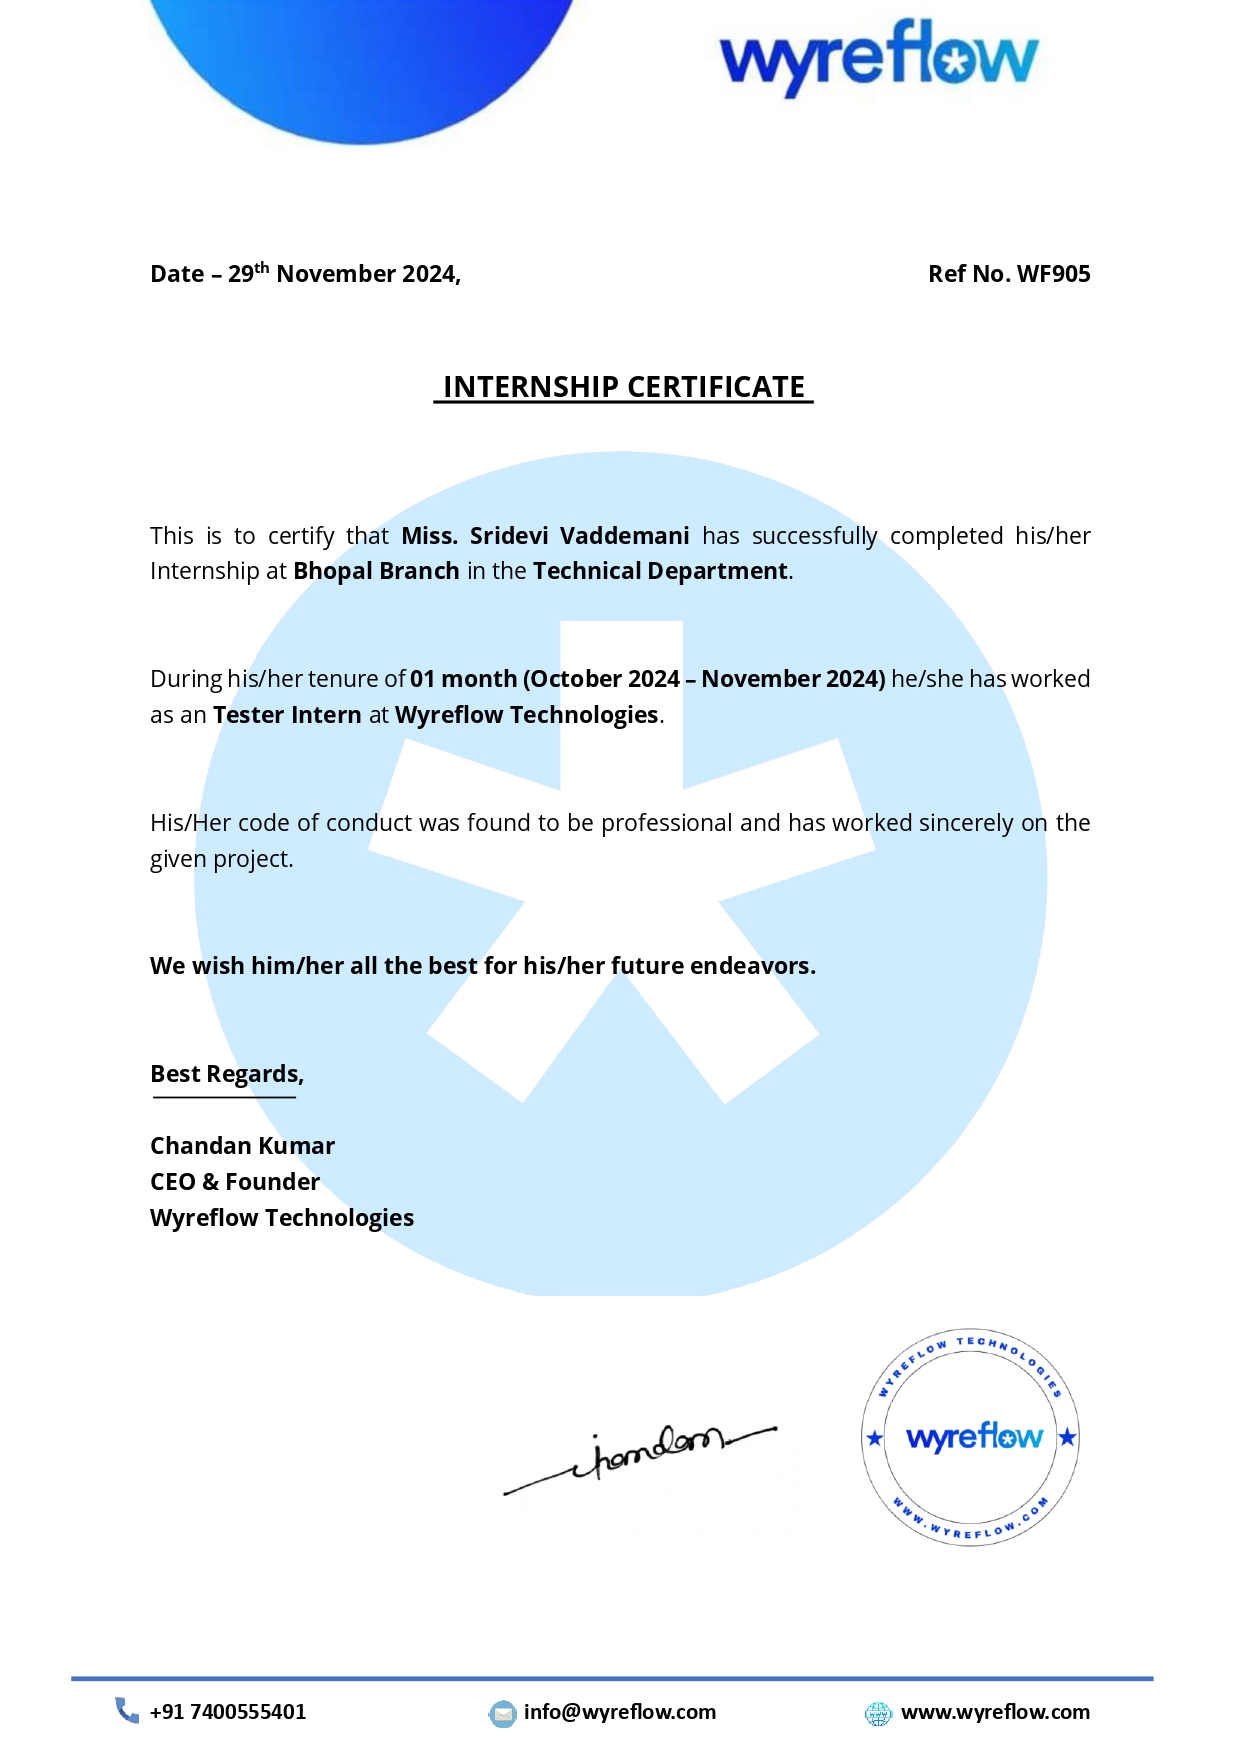 wyreflow
Date – 29th November 2024,
Ref No. WF905
INTERNSHIP CERTIFICATE
This is to certify that Miss. Sridevi Vaddemani has successfully completed his/her
Internship at Bhopal Branch in the Technical Department.
During his/her tenure of 01 month (October 2024 – November 2024) he/she has worked
as an Tester Intern at Wyreflow Technologies.
His/Her code of conduct was found to be professional and has worked sincerely on the
given project.
We wish him/her all the best for his/her future endeavors.
Best Regards,
Chandan Kumar
CEO & Founder
Wyreflow Technologies
chandan
WYREFLOW TECHNOLOGIES
wyreflow
WWW.WYREFLOW.COM
+91 7400555401
info@wyreflow.com
www.wyreflow.com